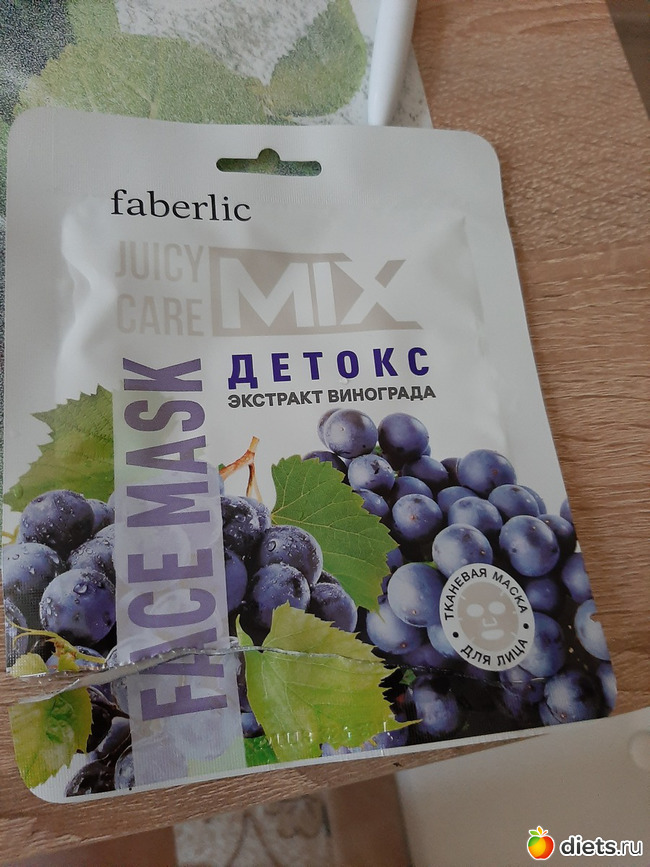 faberlic
JUICY
CARE
MIX
ДЕТОКС
ЭКСТРАКТ ВИНОГРАДА
FACE MASK
ТКАНЕВАЯ МАСКА
ДЛЯ ЛИЦА
diets.ru